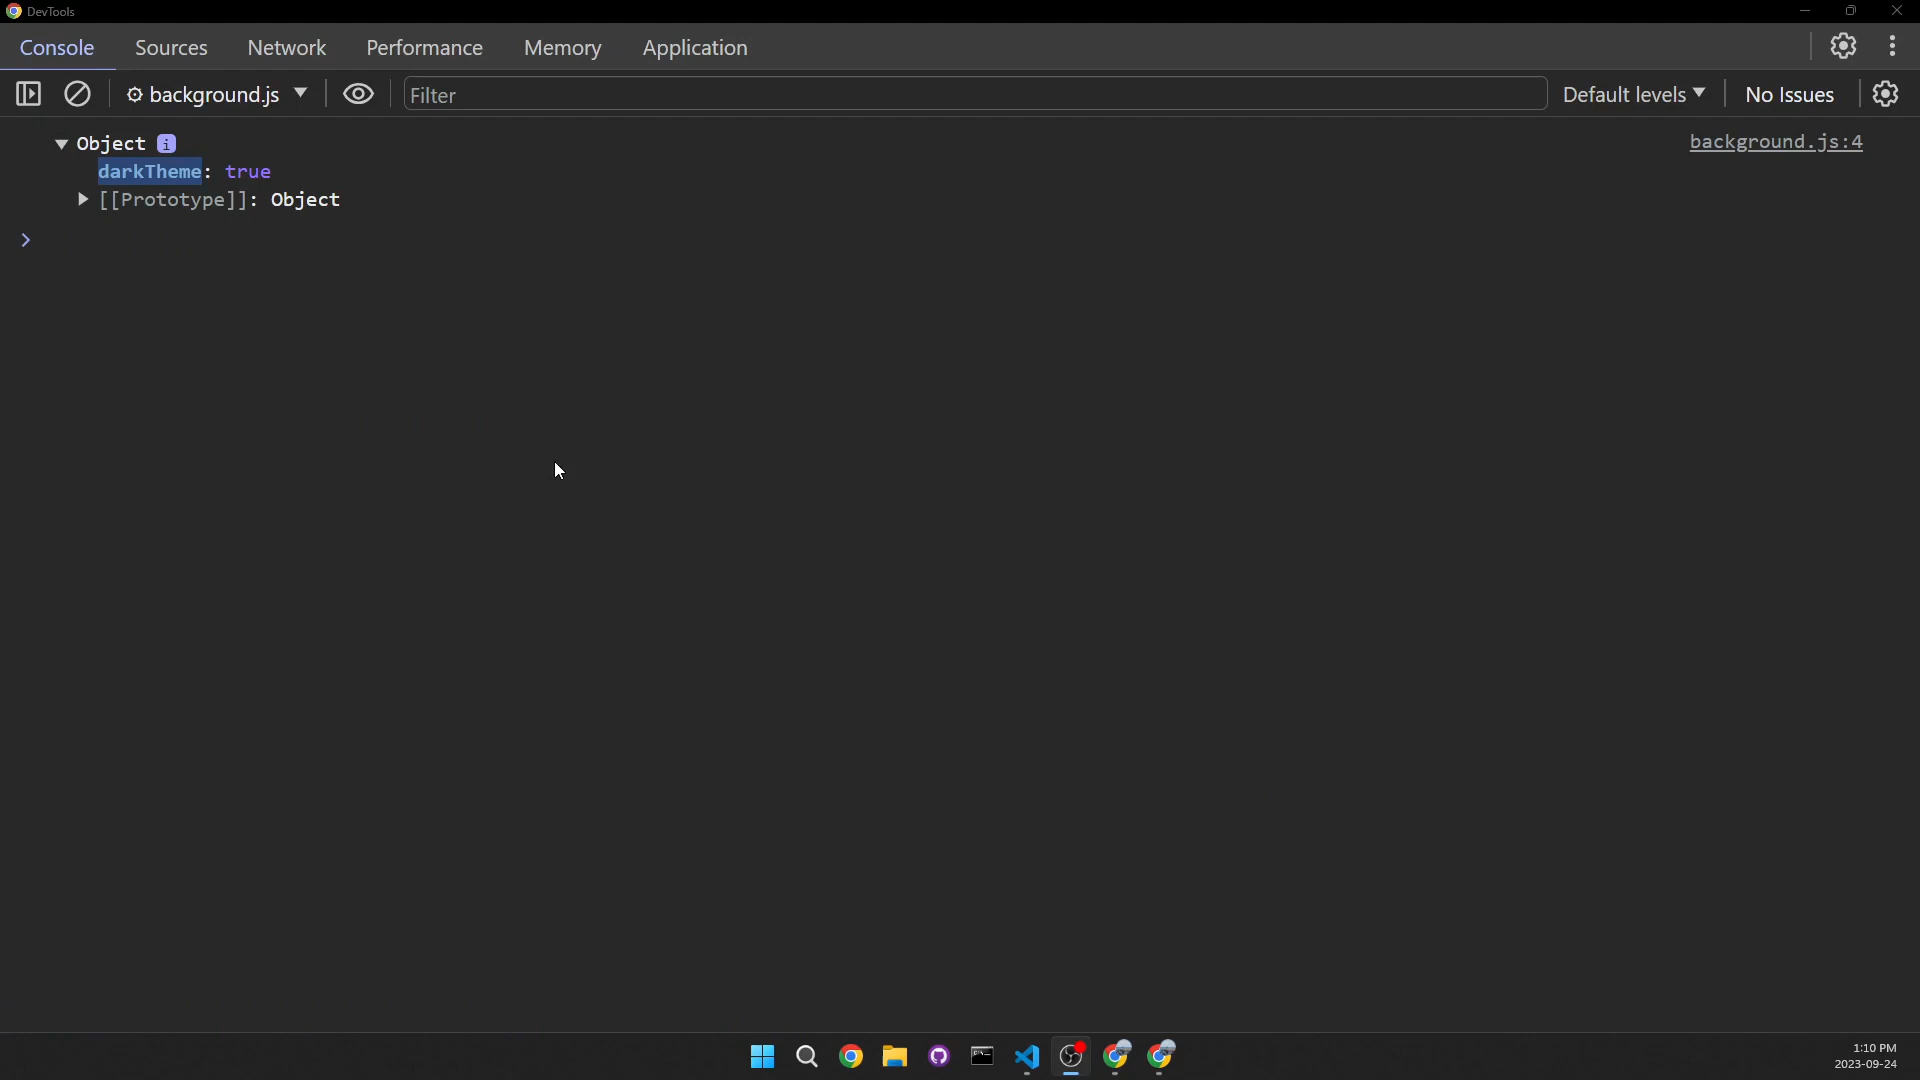 DevTools
Console Sources Network Performance Memory Application
background.js Filter Default levels No Issues
Object i background.js:4
darkTheme: true
[[Prototype]]: Object
1:10 PM
2023-09-24